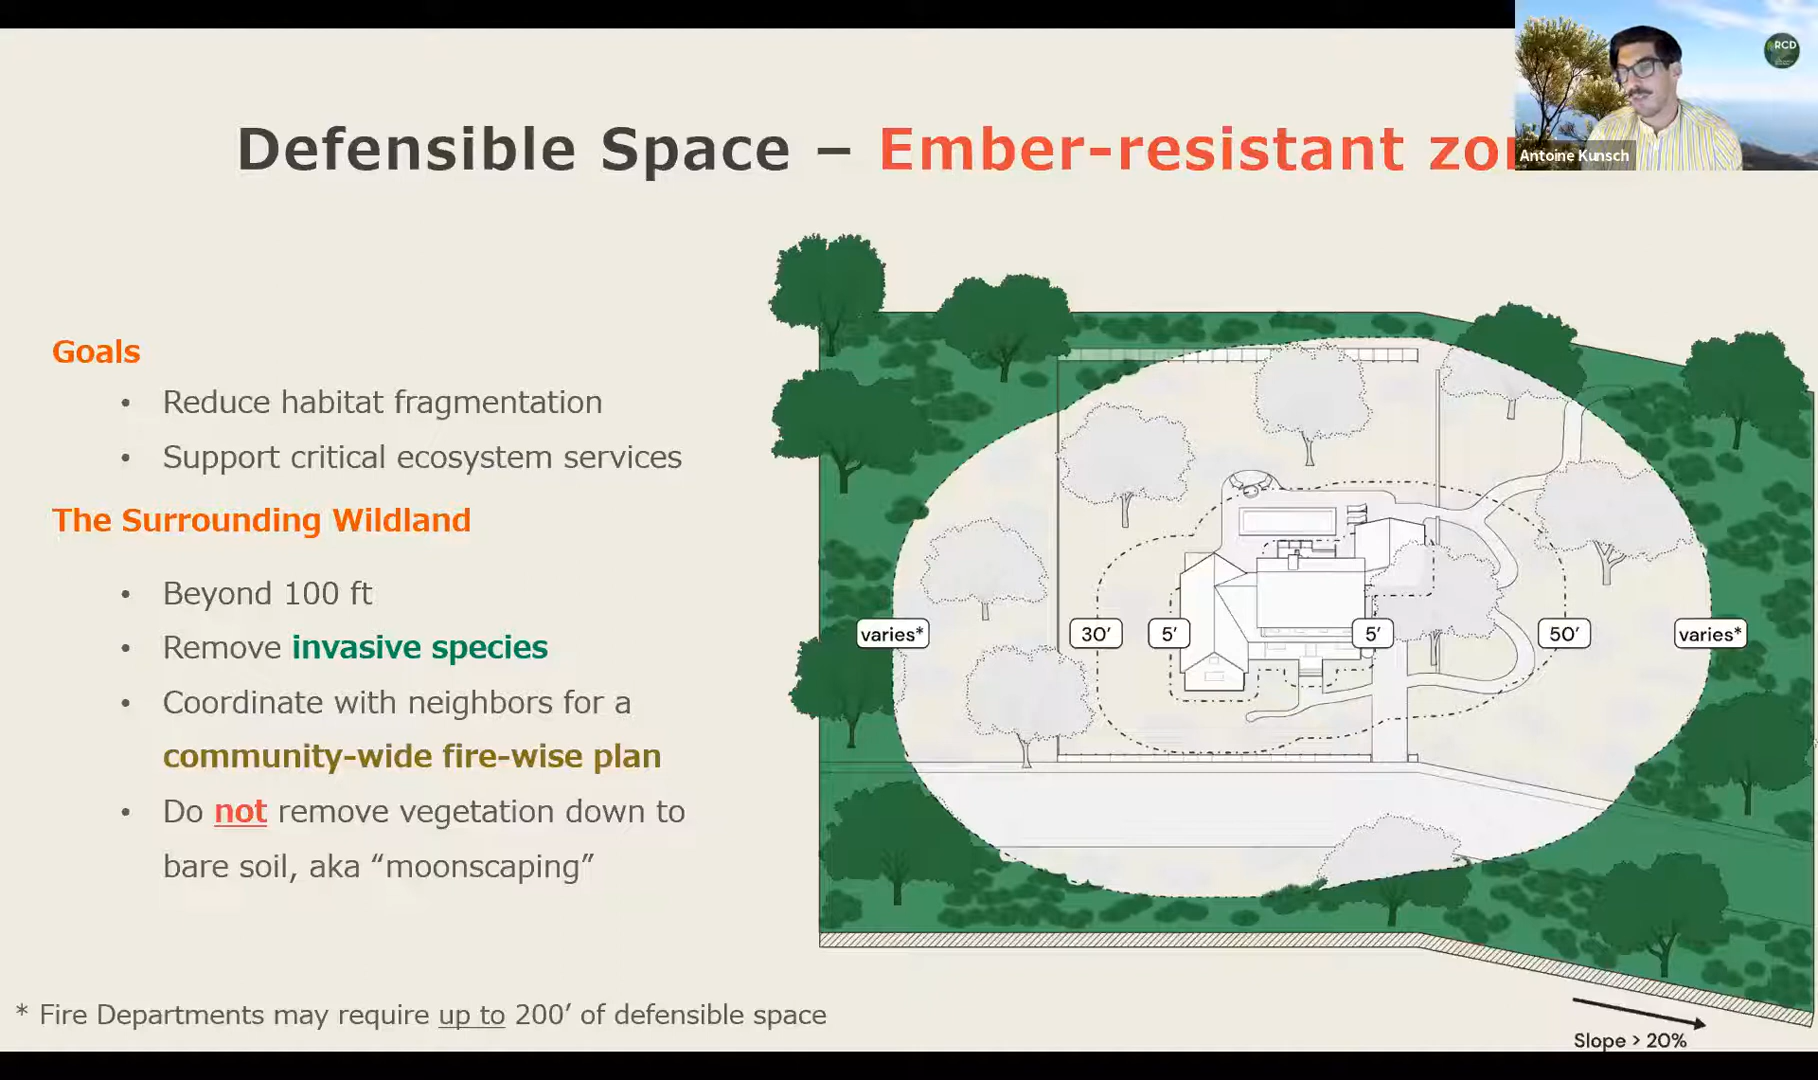 Defensible Space – Ember-resistant zo
RCD
Antoine Kunsch
Goals
• Reduce habitat fragmentation
• Support critical ecosystem services
The Surrounding Wildland
• Beyond 100 ft
• Remove invasive species
• Coordinate with neighbors for a
community-wide fire-wise plan
• Do not remove vegetation down to
bare soil, aka “moonscaping”
varies* 30’ 5’ 5’ 50’ varies*
* Fire Departments may require up to 200’ of defensible space
Slope > 20%